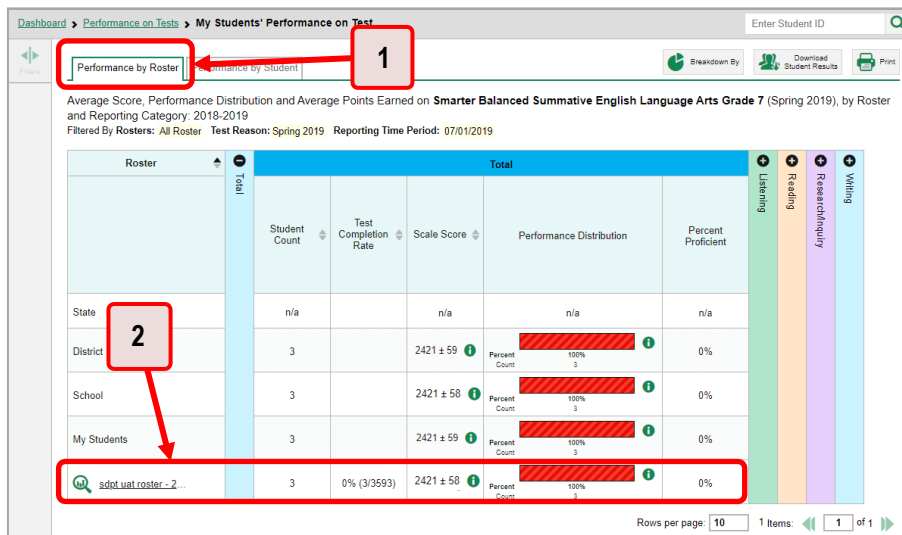 Dashboard > Performance on Tests > My Students' Performance on Test
Enter Student ID
Filters
1
Performance by Roster
Performance by Student
Breakdown By
Download
Student Results
Print
Average Score, Performance Distribution and Average Points Earned on Smarter Balanced Summative English Language Arts Grade 7 (Spring 2019), by Roster
and Reporting Category: 2018-2019
Filtered By Rosters: All Roster Test Reason: Spring 2019 Reporting Time Period: 07/01/2019
Roster
Total
Total
Listening
Reading
Research/Inquiry
Writing
Student
Count
Test
Completion
Rate
Scale Score
Performance Distribution
Percent
Proficient
State n/a n/a n/a n/a
2
District 3 2421 ± 59 Percent 100% 0%
Count 3
School 3 2421 ± 58 Percent 100% 0%
Count 3
My Students 3 2421 ± 59 Percent 100% 0%
Count 3
sdpt uat roster - 2... 3 0% (3/3593) 2421 ± 58 Percent 100% 0%
Count 3
Rows per page: 10 1 Items: 1 of 1